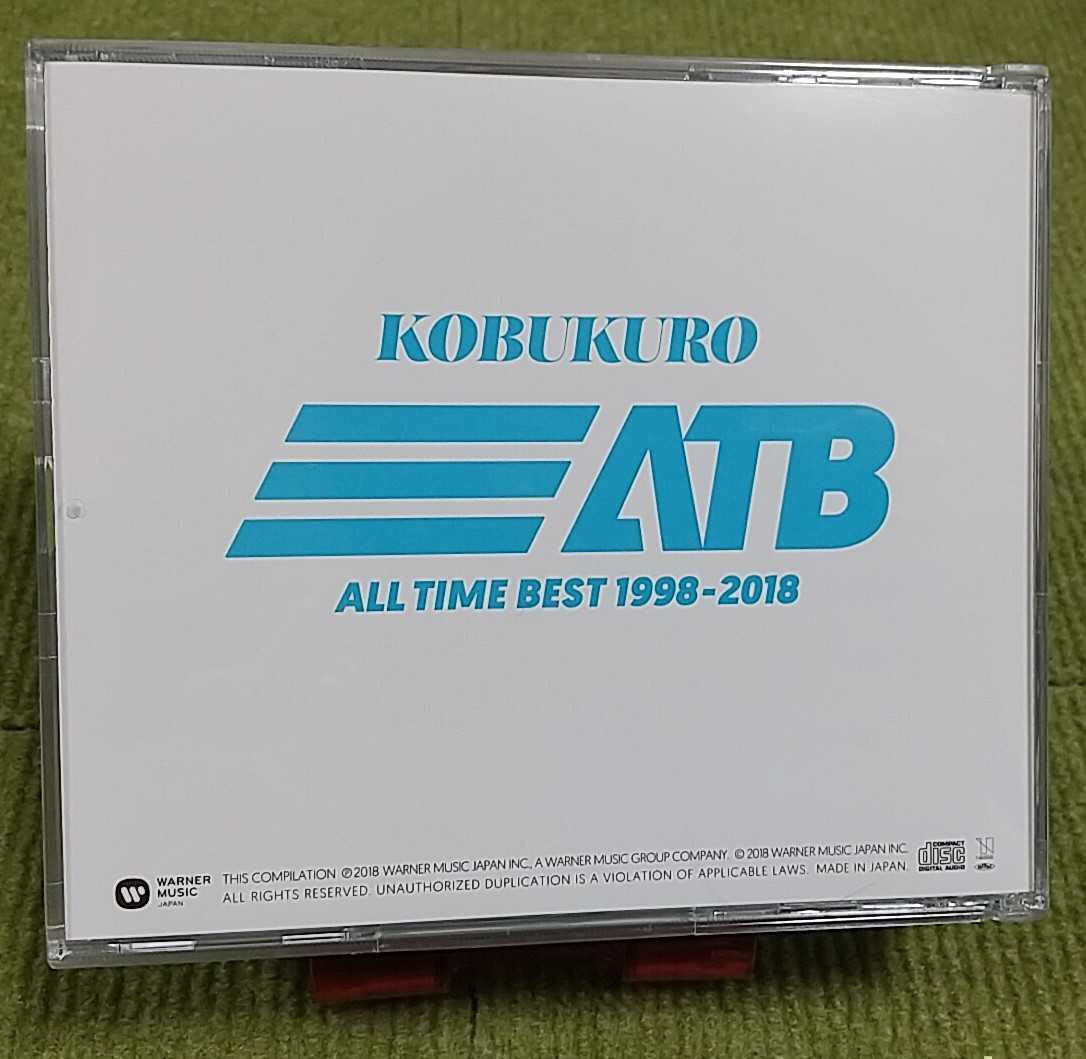 KOBUKURO
ATB
ALL TIME BEST 1998-2018
WARNER
MUSIC
JAPAN
THIS COMPILATION ℗2018 WARNER MUSIC JAPAN INC., A WARNER MUSIC GROUP COMPANY. ©2018 WARNER MUSIC JAPAN INC.
ALL RIGHTS RESERVED. UNAUTHORIZED DUPLICATION IS A VIOLATION OF APPLICABLE LAWS. MADE IN JAPAN.
COMPACT
disc
DIGITAL AUDIO